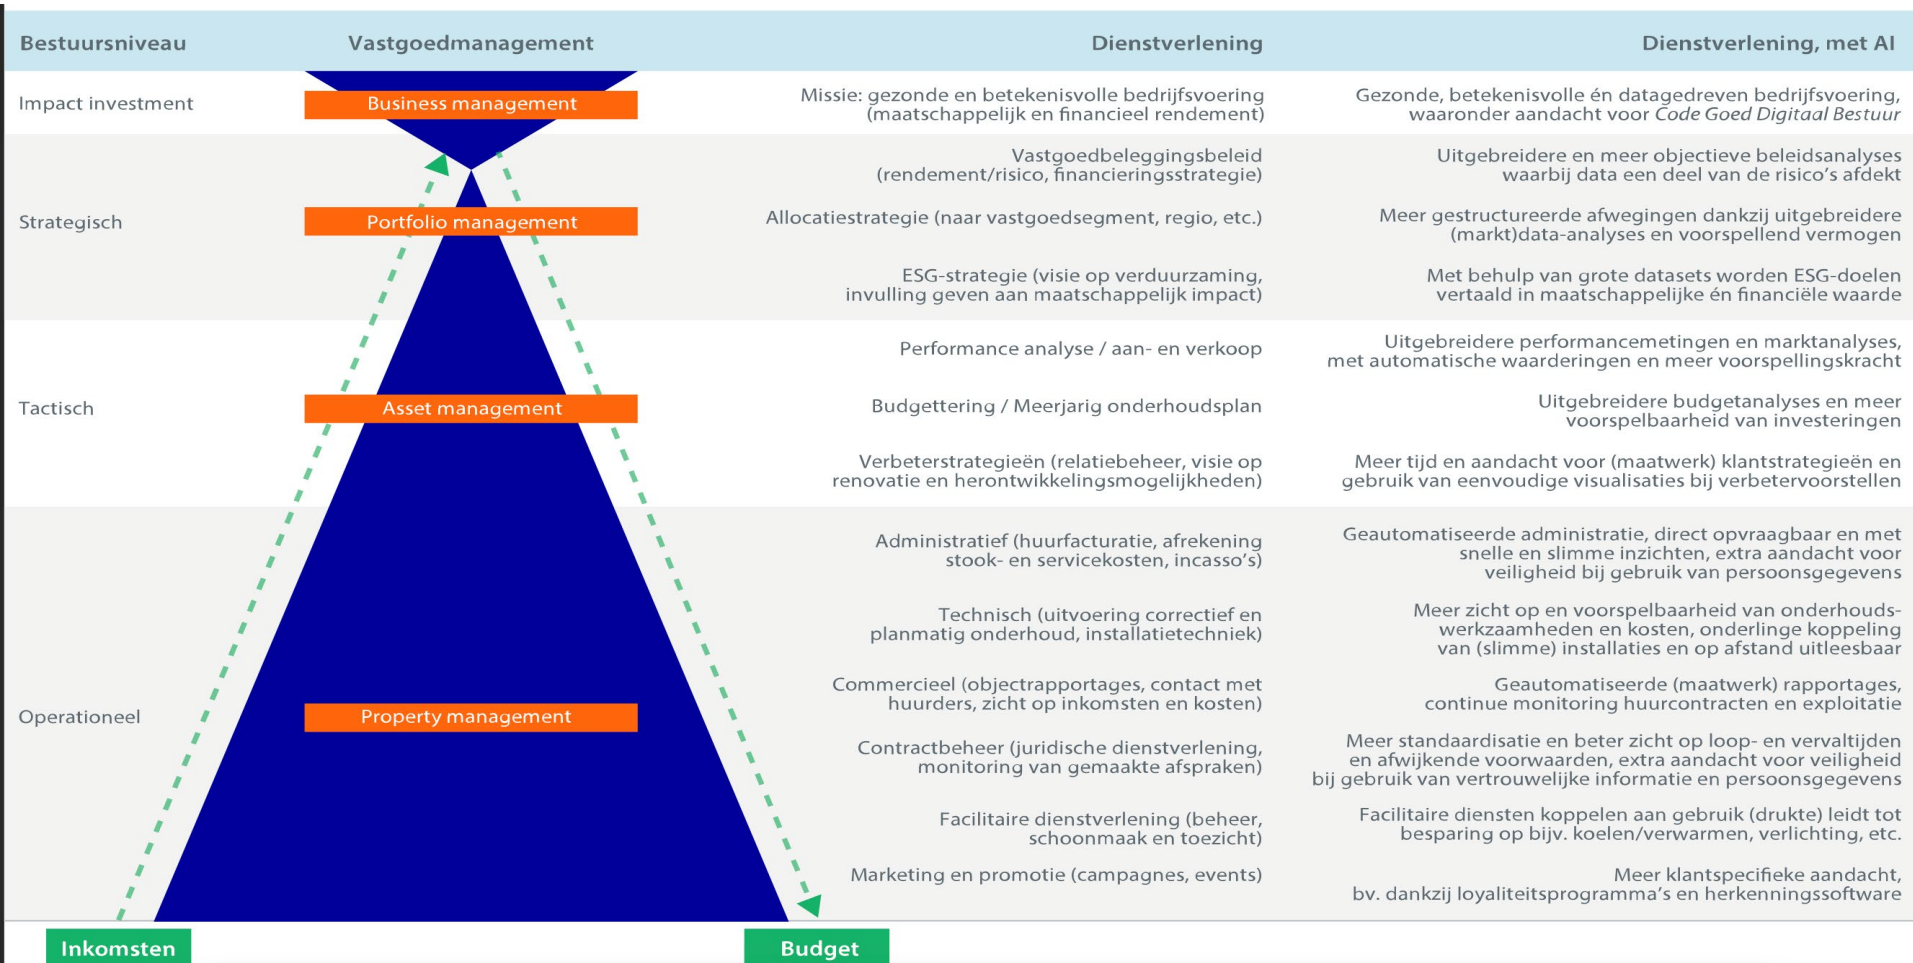 Bestuursniveau
Vastgoedmanagement
Dienstverlening
Dienstverlening, met AI
Impact investment
Business management
Missie: gezonde en betekenisvolle bedrijfsvoering
(maatschappelijk en financieel rendement)
Gezonde, betekenisvolle én datagedreven bedrijfsvoering,
waaronder aandacht voor Code Goed Digitaal Bestuur
Strategisch
Portfolio management
Vastgoedbeleggingsbeleid
(rendement/risico, financieringsstrategie)
Uitgebreidere en meer objectieve beleidsanalyses
waarbij data een deel van de risico's afdekt
Allocatiestrategie (naar vastgoedsegment, regio, etc.)
Meer gestructureerde afwegingen dankzij uitgebreidere
(markt)data-analyses en voorspellend vermogen
ESG-strategie (visie op verduurzaming,
invulling geven aan maatschappelijk impact)
Met behulp van grote datasets worden ESG-doelen
vertaald in maatschappelijke én financiële waarde
Tactisch
Asset management
Performance analyse / aan- en verkoop
Uitgebreidere performancemetingen en marktanalyses,
met automatische waarderingen en meer voorspellingskracht
Budgettering / Meerjarig onderhoudsplan
Uitgebreidere budgetanalyses en meer
voorspelbaarheid van investeringen
Verbeterstrategieën (relatiebeheer, visie op
renovatie en herontwikkelingsmogelijkheden)
Meer tijd en aandacht voor (maatwerk) klantstrategieën en
gebruik van eenvoudige visualisaties bij verbetervoorstellen
Operationeel
Property management
Administratief (huurfacturatie, afrekening
stook- en servicekosten, incasso's)
Geautomatiseerde administratie, direct opvraagbaar en met
snelle en slimme inzichten, extra aandacht voor
veiligheid bij gebruik van persoonsgegevens
Technisch (uitvoering correctief en
planmatig onderhoud, installatietechniek)
Meer zicht op en voorspelbaarheid van onderhouds-
werkzaamheden en kosten, onderlinge koppeling
van (slimme) installaties en op afstand uitleesbaar
Commercieel (objectrapportages, contact met
huurders, zicht op inkomsten en kosten)
Geautomatiseerde (maatwerk) rapportages,
continue monitoring huurcontracten en exploitatie
Contractbeheer (juridische dienstverlening,
monitoring van gemaakte afspraken)
Meer standaardisatie en beter zicht op loop- en vervaltijden
en afwijkende voorwaarden, extra aandacht voor veiligheid
bij gebruik van vertrouwelijke informatie en persoonsgegevens
Facilitaire dienstverlening (beheer,
schoonmaak en toezicht)
Facilitaire diensten koppelen aan gebruik (drukte) leidt tot
besparing op bijv. koelen/verwarmen, verlichting, etc.
Marketing en promotie (campagnes, events)
Meer klantspecifieke aandacht,
bv. dankzij loyaliteitsprogramma's en herkenningssoftware
Inkomsten
Budget